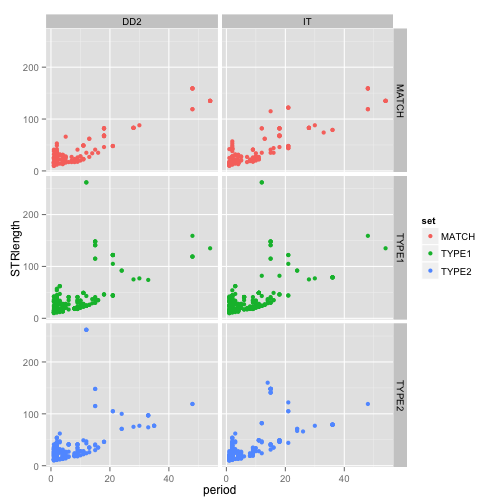 DD2 IT
200
100
0
MATCH
200
100
0
TYPE1
200
100
0
TYPE2
0 20 40 0 20 40
period
STRlength
set
MATCH
TYPE1
TYPE2